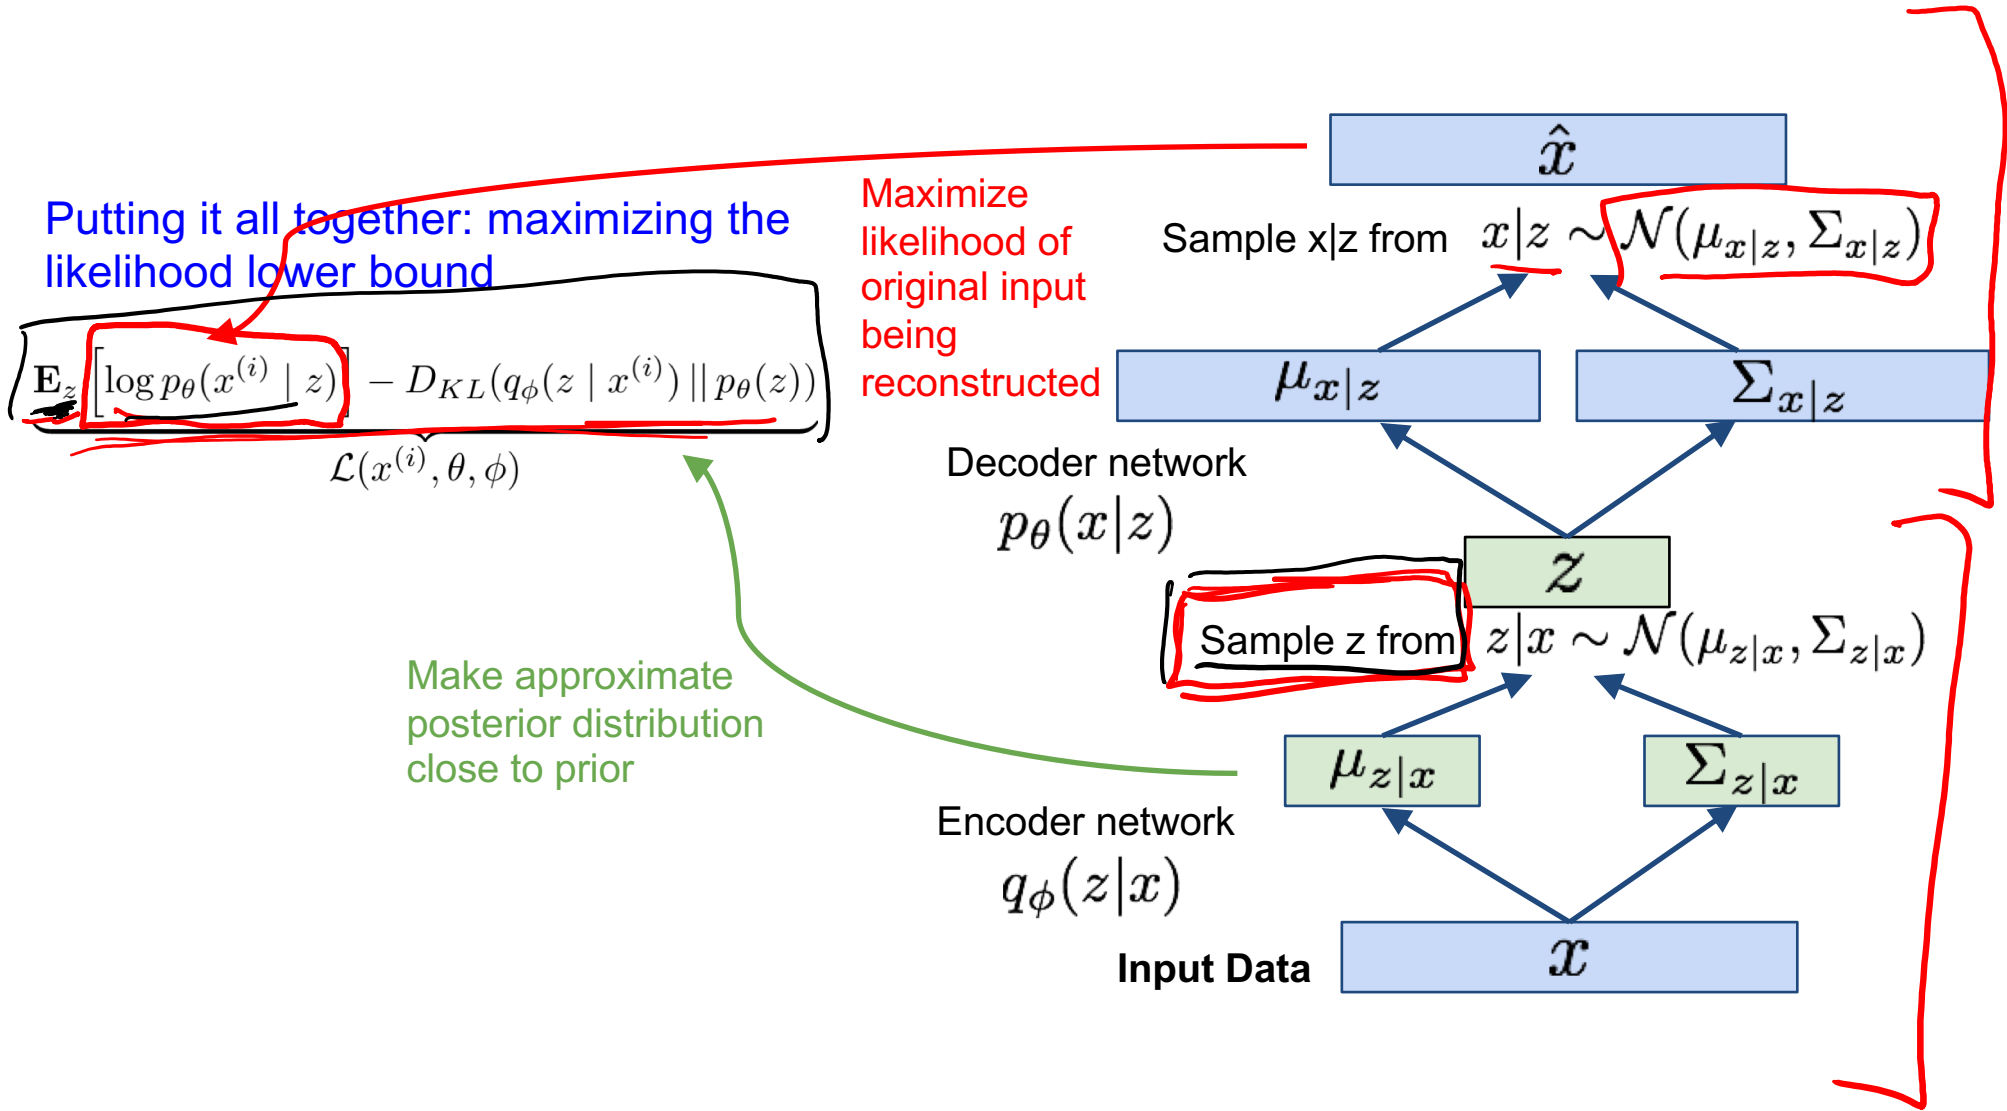 Putting it all together: maximizing the
likelihood lower bound
𝐄_z [log p_θ(x^(i) | z)] − D_KL(q_ϕ(z | x^(i)) || p_θ(z))
ℒ(x^(i), θ, ϕ)
Maximize
likelihood of
original input
being
reconstructed
Make approximate
posterior distribution
close to prior
x̂
Sample x|z from x|z ∼ 𝒩(μ_x|z, Σ_x|z)
μ_x|z Σ_x|z
Decoder network
p_θ(x|z)
z
Sample z from z|x ∼ 𝒩(μ_z|x, Σ_z|x)
μ_z|x Σ_z|x
Encoder network
q_ϕ(z|x)
Input Data x